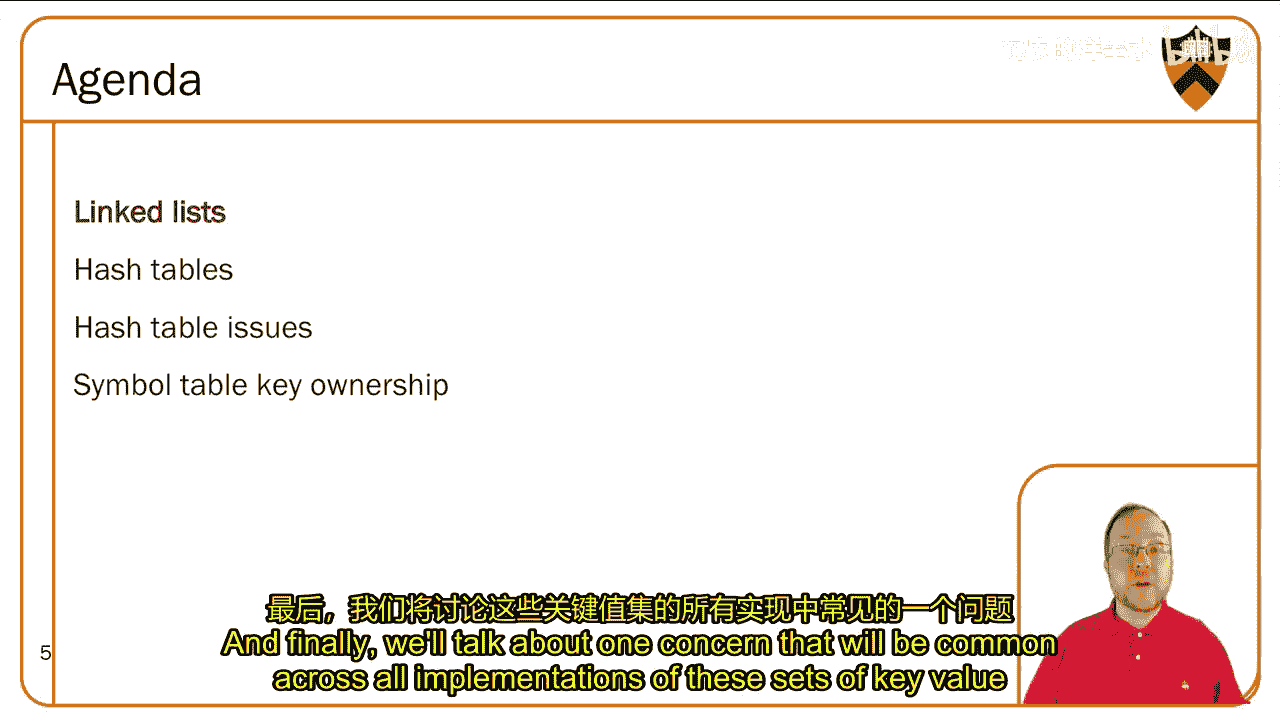 Agenda
Linked lists
Hash tables
Hash table issues
Symbol table key ownership
最后，我们将讨论这些关键值集的所有实现中常见的一个问题
And finally, we'll talk about one concern that will be common
across all implementations of these sets of key value
5